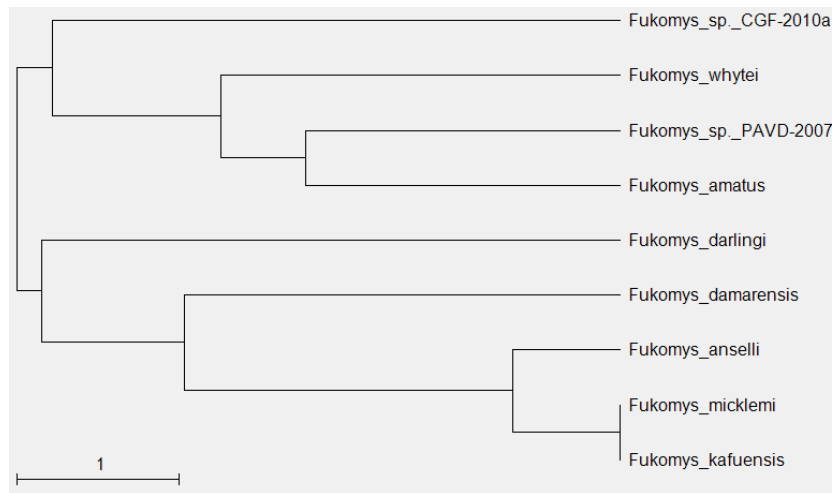 Fukomys_sp._CGF-2010a
Fukomys_whytei
Fukomys_sp._PAVD-2007
Fukomys_amatus
Fukomys_darlingi
Fukomys_damarensis
Fukomys_anselli
Fukomys_micklemi
Fukomys_kafuensis
1